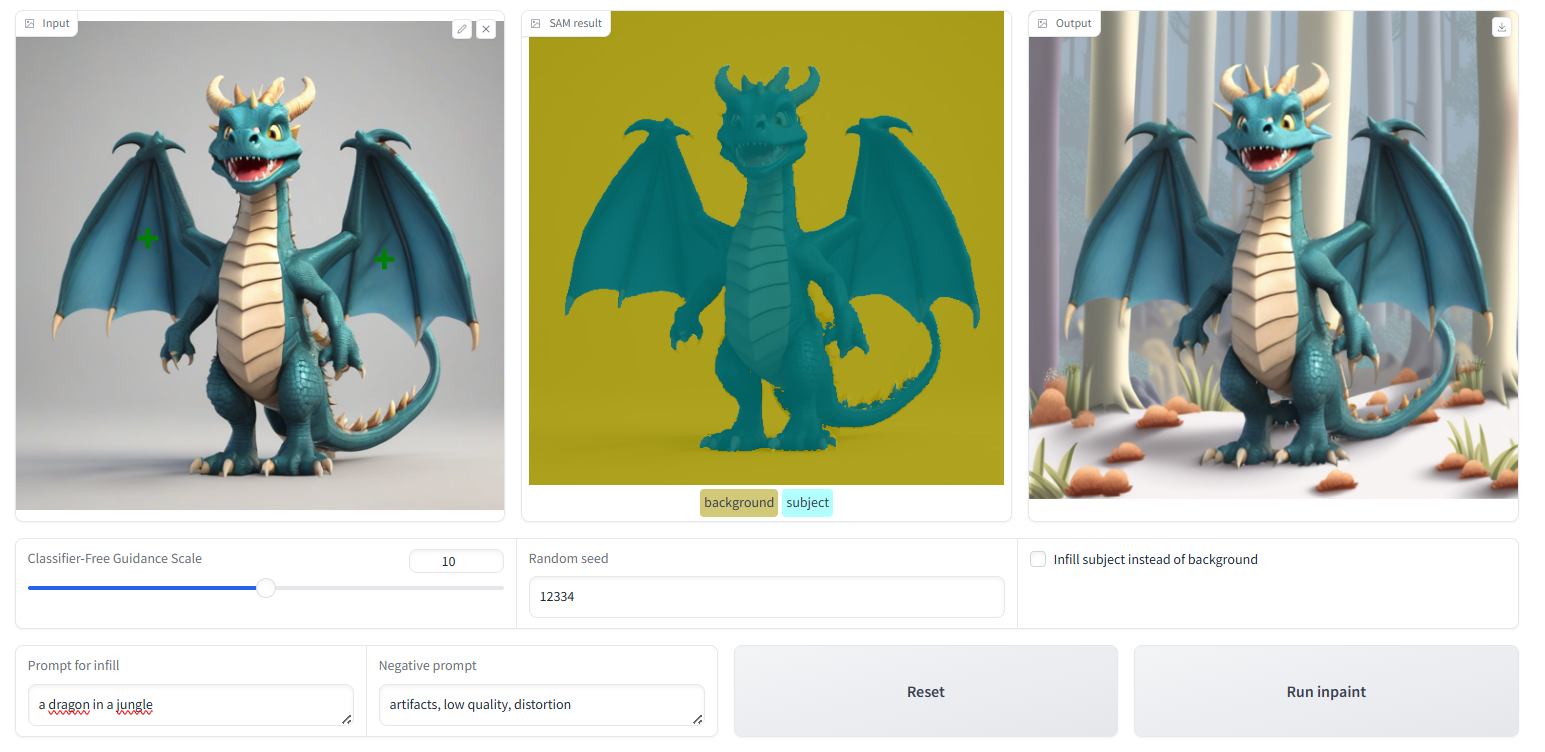 Input
SAM result
Output
background subject
Classifier-Free Guidance Scale
10
Random seed
12334
Infill subject instead of background
Prompt for infill
a dragon in a jungle
Negative prompt
artifacts, low quality, distortion
Reset
Run inpaint